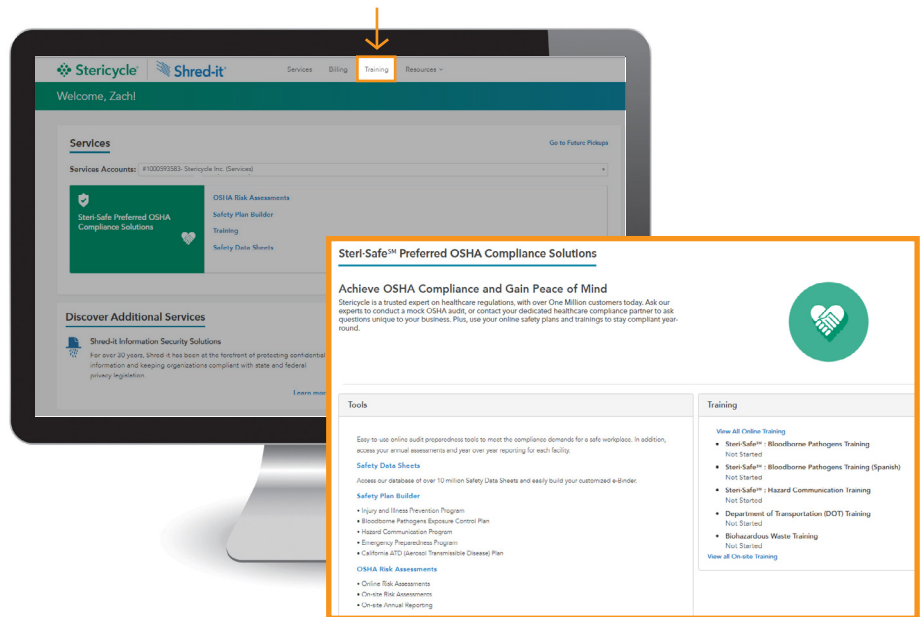 Stericycle® Shred-it® Services Billing Training Resources
Welcome, Zach!
Services
Go to Future Pickups
Services Accounts: #1000593583- Stericycle Inc. (Services)
Steri-Safe Preferred OSHA
Compliance Solutions
OSHA Risk Assessments
Safety Plan Builder
Training
Safety Data Sheets
Discover Additional Services
Shred-it Information Security Solutions
For over 30 years, Shred-it has been at the forefront of protecting confidential
information and keeping organizations compliant with state and federal
privacy legislation.
Learn more
Steri-Safe℠ Preferred OSHA Compliance Solutions
Achieve OSHA Compliance and Gain Peace of Mind
Stericycle is a trusted expert on healthcare regulations, with over One Million customers today. Ask our
experts to conduct a mock OSHA audit, or contact your dedicated healthcare compliance partner to ask
questions unique to your business. Plus, use your online safety plans and trainings to stay compliant year-
round.
Tools
Easy-to-use online audit preparedness tools to meet the compliance demands for a safe workplace. In addition,
access your annual assessments and year over year reporting for each facility.
Safety Data Sheets
Access our database of over 10 million Safety Data Sheets and easily build your customized e-Binder.
Safety Plan Builder
• Injury and Illness Prevention Program
• Bloodborne Pathogens Exposure Control Plan
• Hazard Communication Program
• Emergency Preparedness Program
• California ATD (Aerosol Transmissible Disease) Plan
OSHA Risk Assessments
• Online Risk Assessments
• On-site Risk Assessments
• On-site Annual Reporting
Training
View All Online Training
• Steri-Safe℠ : Bloodborne Pathogens Training
Not Started
• Steri-Safe℠ : Bloodborne Pathogens Training (Spanish)
Not Started
• Steri-Safe℠ : Hazard Communication Training
Not Started
• Department of Transportation (DOT) Training
Not Started
• Biohazardous Waste Training
Not Started
View all On-site Training